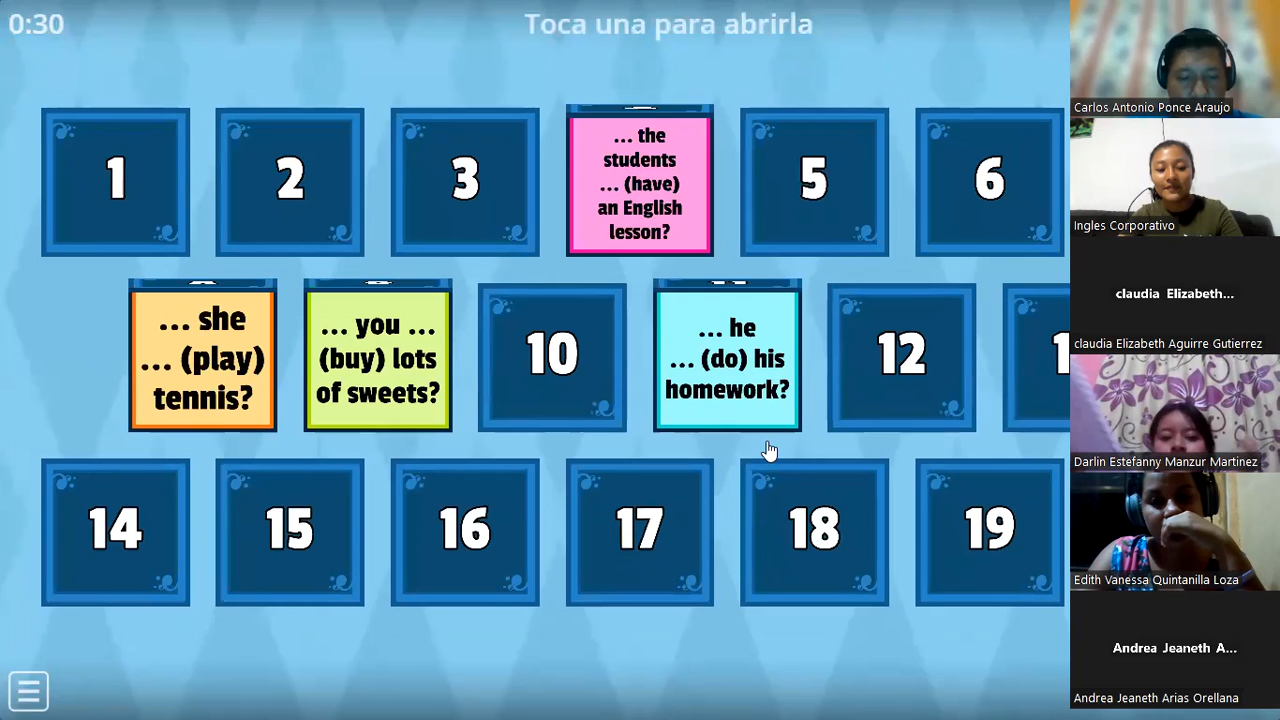 0:30
Toca una para abrirla
1
2
3
... the
students
... (have)
an English
lesson?
5
6
... she
... (play)
tennis?
... you ...
(buy) lots
of sweets?
10
... he
... (do) his
homework?
12
14
15
16
17
18
19
Carlos Antonio Ponce Araujo
Ingles Corporativo
claudia Elizabeth...
claudia Elizabeth Aguirre Gutierrez
Darlin Estefanny Manzur Martinez
Edith Vanessa Quintanilla Loza
Andrea Jeaneth A...
Andrea Jeaneth Arias Orellana